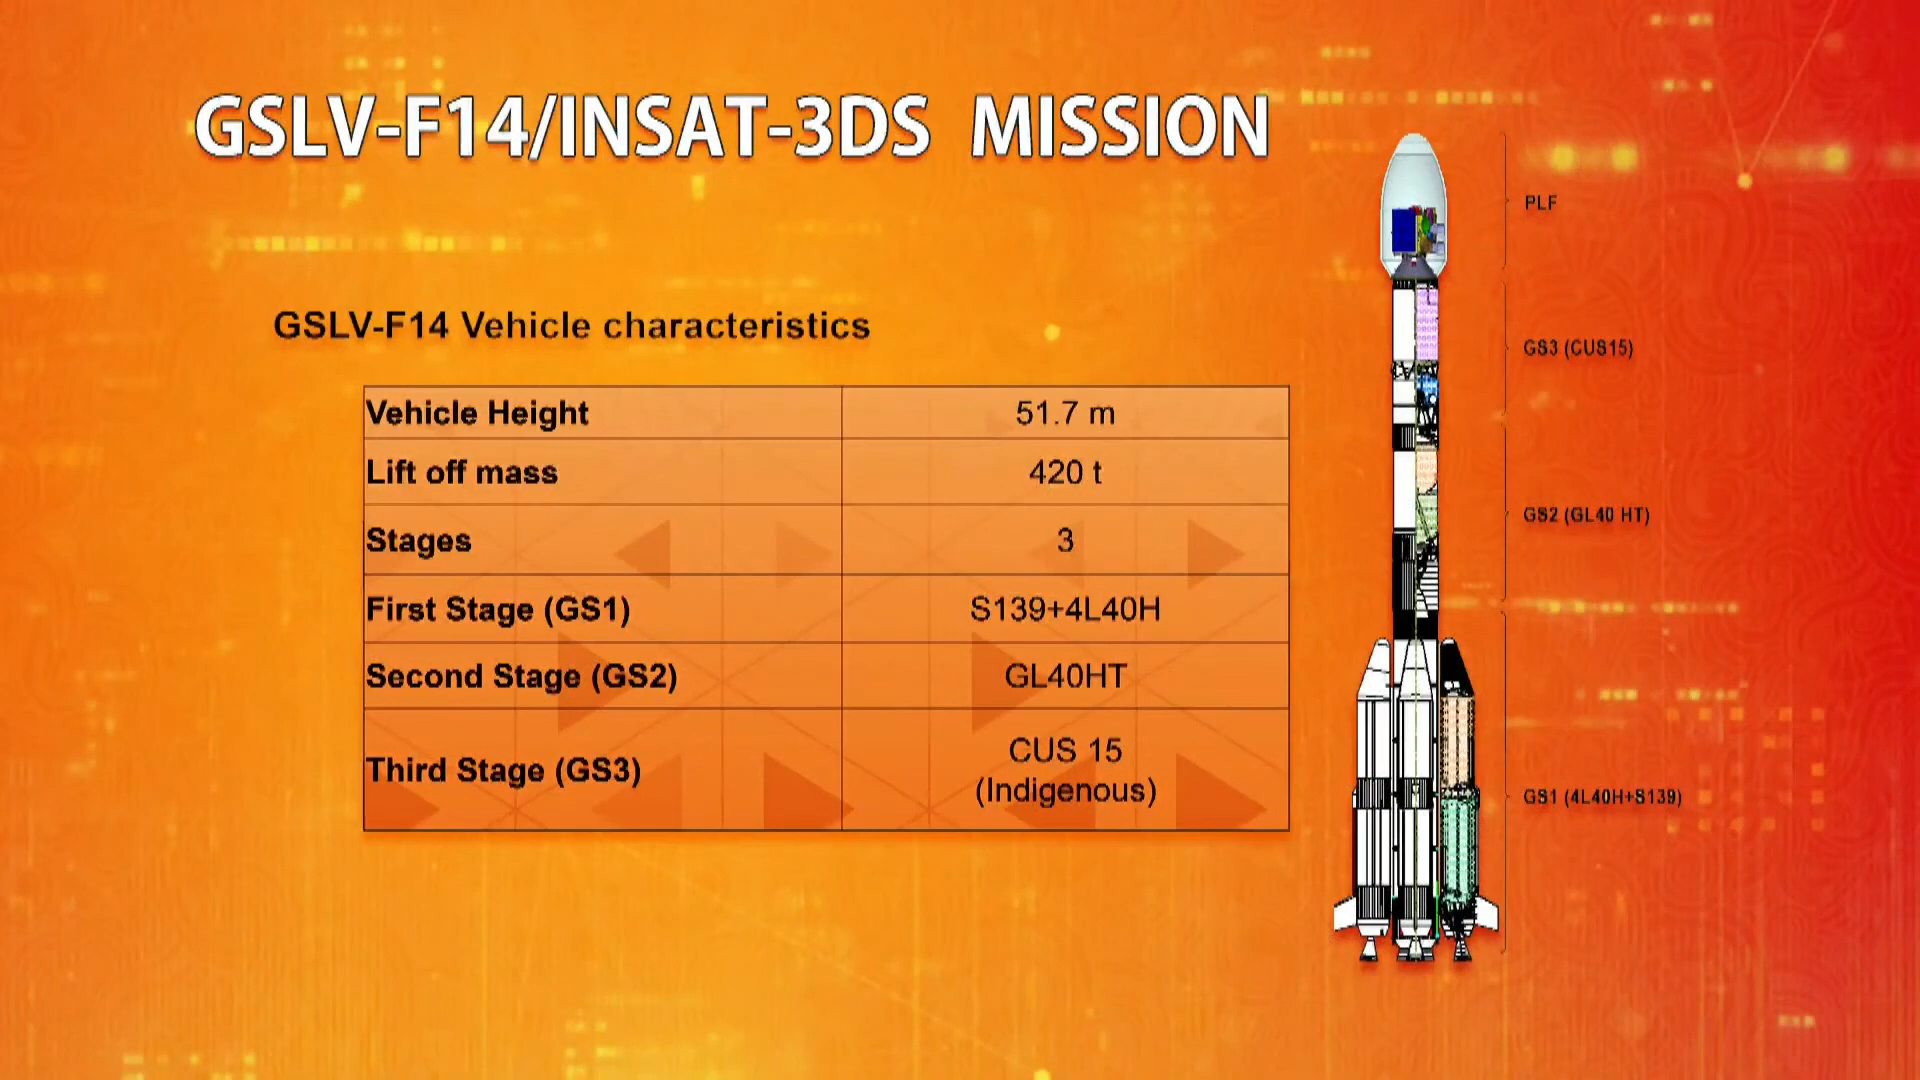 GSLV-F14/INSAT-3DS MISSION
GSLV-F14 Vehicle characteristics
Vehicle Height 51.7 m
Lift off mass 420 t
Stages 3
First Stage (GS1) S139+4L40H
Second Stage (GS2) GL40HT
Third Stage (GS3) CUS 15
(Indigenous)
PLF
GS3 (CUS15)
GS2 (GL40 HT)
GS1 (4L40H+S139)